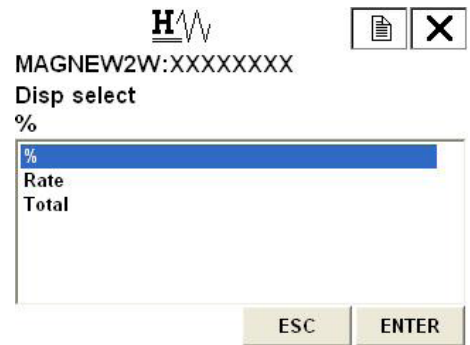 H
MAGNEW2W:XXXXXXXX
Disp select
%
%
Rate
Total
ESC ENTER